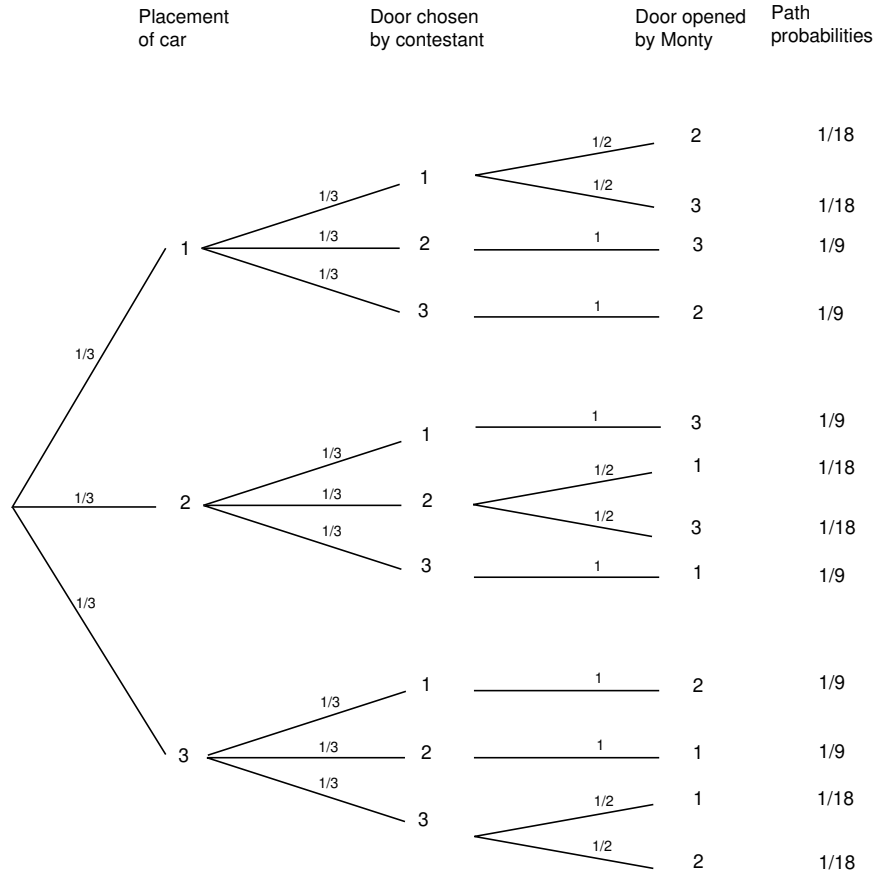 Placement
of car
Door chosen
by contestant
Door opened
by Monty
Path
probabilities
1/2 2 1/18
1
1/3 1/2 3 1/18
1 1/3 2 1 3 1/9
1/3
3 1 2 1/9
1/3
1 1 3 1/9
1/3 1/2 1 1/18
1/3 2 1/3 2
1/2 3 1/18
1/3
3 1 1 1/9
1/3
1 1 2 1/9
1/3
3 1/3 2 1 1 1/9
1/3 1/2 1 1/18
3
1/2 2 1/18